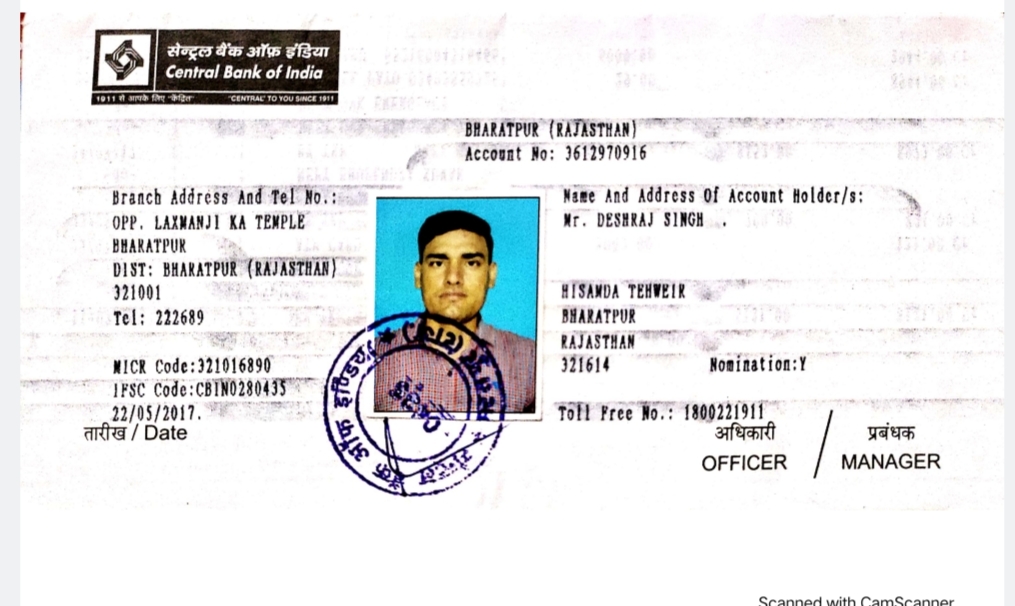 सेन्ट्रल बैंक ऑफ इंडिया
Central Bank of India
1911 से आपके लिए "केंद्रित" "CENTRAL" TO YOU SINCE 1911
BHARATPUR (RAJASTHAN)
Account No: 3612970916
Branch Address And Tel No.:
OPP. LAXMANJI KA TEMPLE
BHARATPUR
DIST: BHARATPUR (RAJASTHAN)
321001
Tel: 222689
MICR Code:321016890
IFSC Code:CBIN0280435
22/05/2017.
तारीख / Date
Name And Address Of Account Holder/s:
Mr. DESHRAJ SINGH .
HISAMDA TEHWEIR
BHARATPUR
RAJASTHAN
321614 Nomination:Y
Toll Free No.: 1800221911
अधिकारी / प्रबंधक
OFFICER / MANAGER
बैंक ऑफ इण्डिया
Scanned with CamScanner